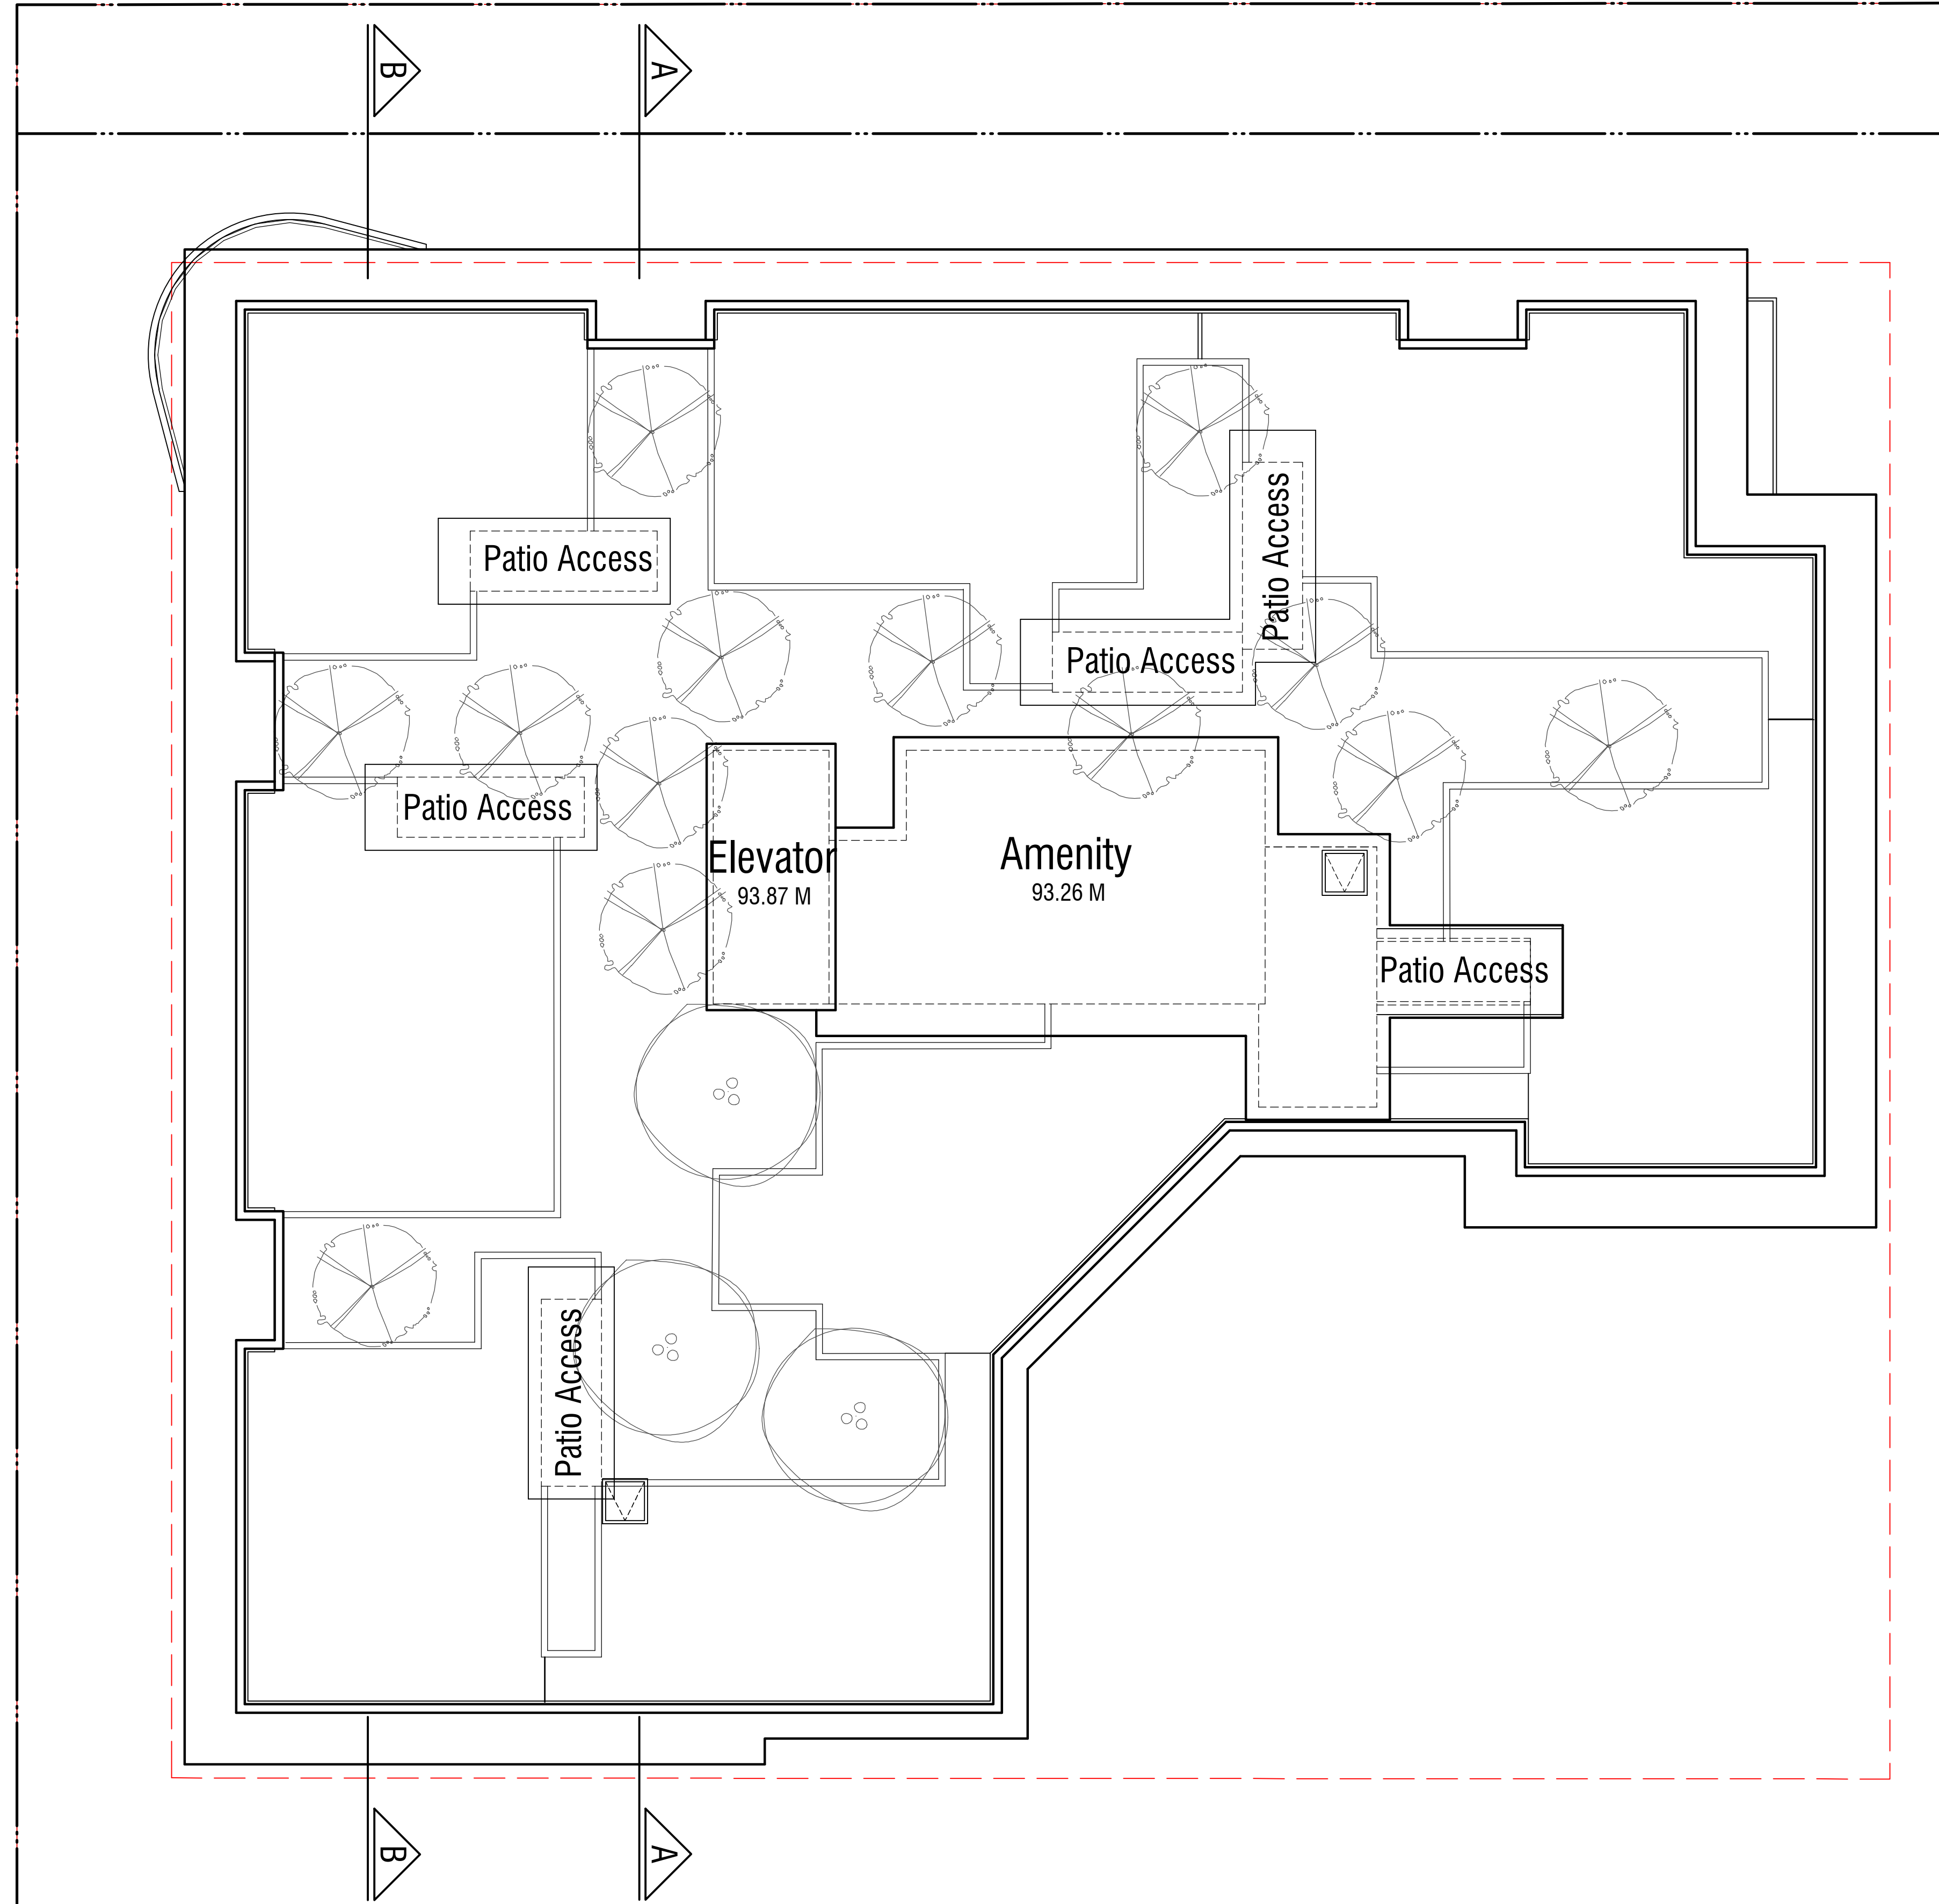 B
A
Patio Access
Patio Access
Patio Access
Patio Access
Elevator
93.87 M
Amenity
93.26 M
Patio Access
Patio Access
B
A